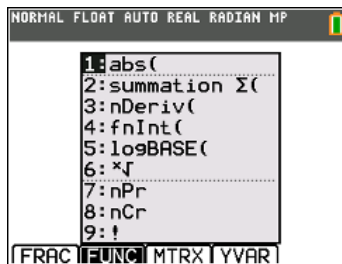 NORMAL FLOAT AUTO REAL RADIAN MP
1:abs(
2:summation Σ(
3:nDeriv(
4:fnInt(
5:logBASE(
6:ˣ√
7:nPr
8:nCr
9:!
FRAC FUNC MTRX YVAR